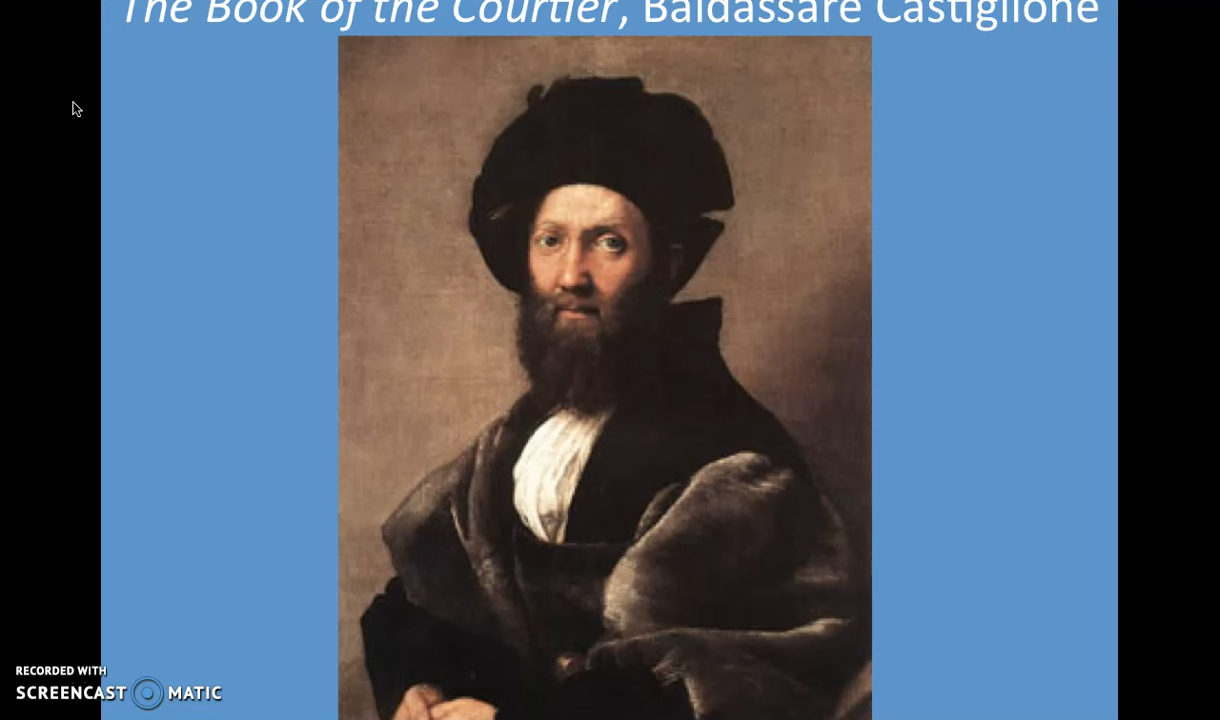 The Book of the Courtier, Baldassare Castiglione
RECORDED WITH
SCREENCAST MATIC